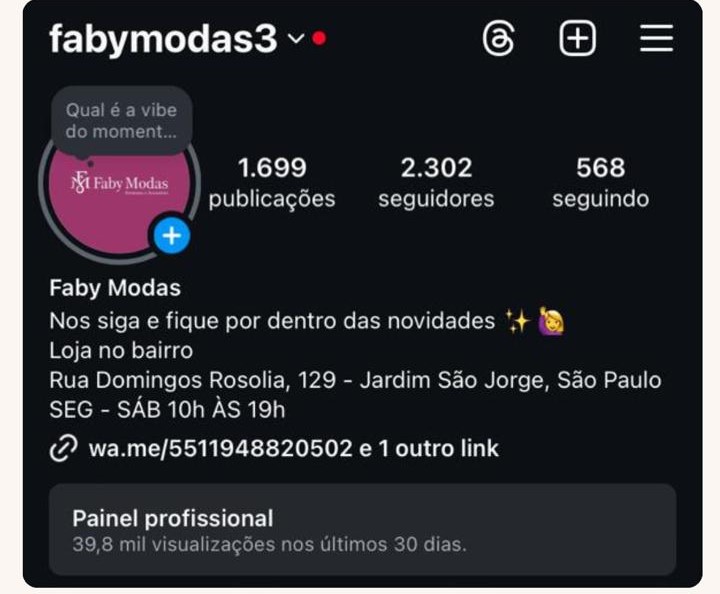 fabymodas3
Qual é a vibe
do moment...
Faby Modas
1.699
publicações
2.302
seguidores
568
seguindo
Faby Modas
Nos siga e fique por dentro das novidades ✨ 🙋‍♀️
Loja no bairro
Rua Domingos Rosolia, 129 - Jardim São Jorge, São Paulo
SEG - SÁB 10h ÀS 19h
wa.me/5511948820502 e 1 outro link
Painel profissional
39,8 mil visualizações nos últimos 30 dias.